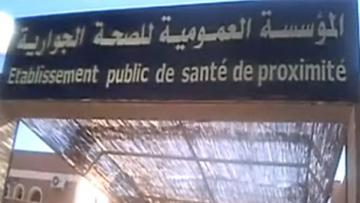 المؤسسة العمومية للصحة الجوارية
Etablissement public de santé de proximité